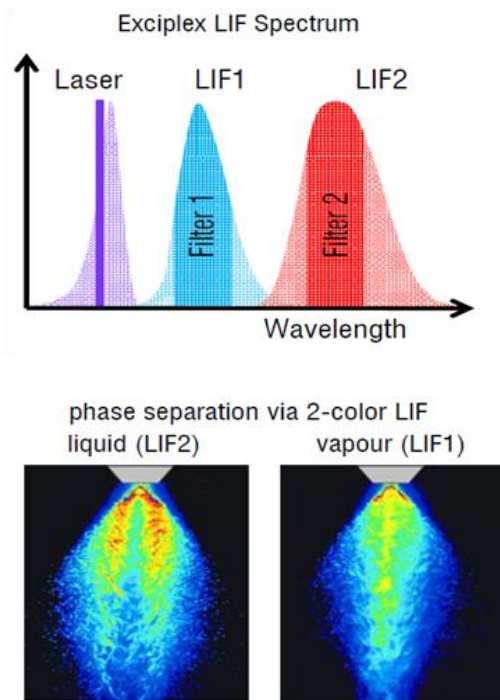 Exciplex LIF Spectrum
Laser
LIF1
LIF2
Filter 1
Filter 2
Wavelength
phase separation via 2-color LIF
liquid (LIF2)
vapour (LIF1)